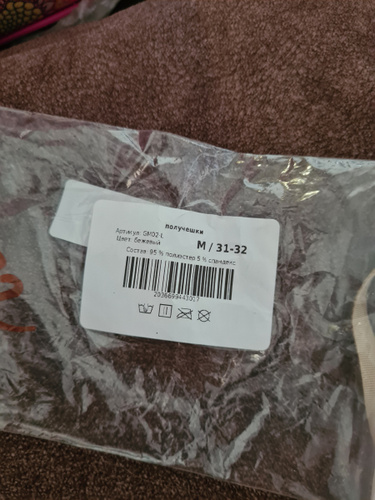 получешки
Артикул: GM02-L
Цвет: бежевый
M / 31-32
Состав: 95 % полиэстер 5 % спандекс